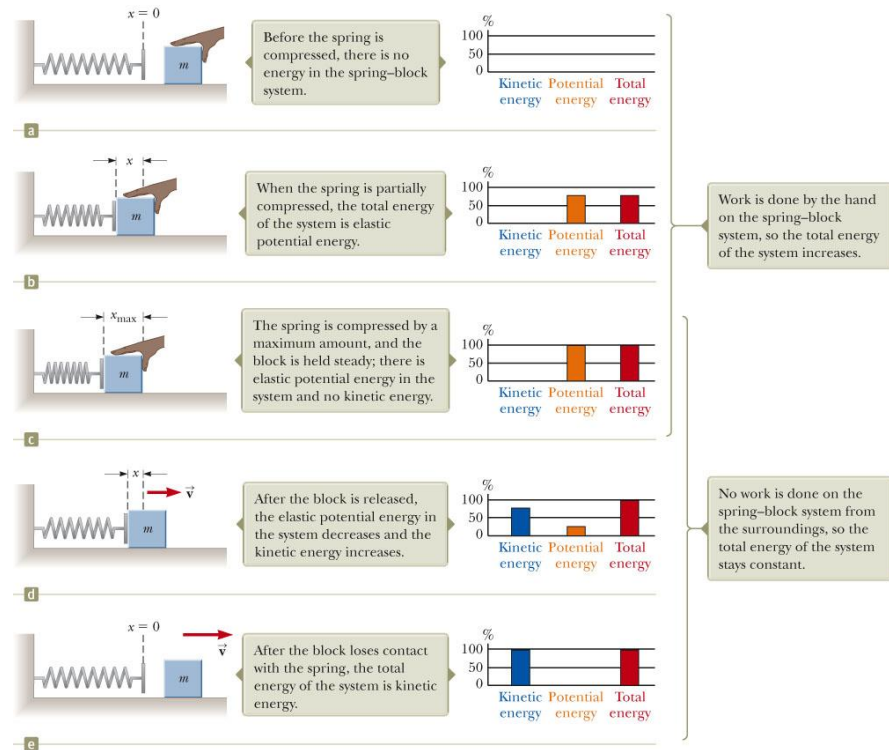 x = 0
m
Before the spring is
compressed, there is no
energy in the spring–block
system.
%
100
50
0
Kinetic energy
Potential energy
Total energy
a
x
m
When the spring is partially
compressed, the total energy
of the system is elastic
potential energy.
%
100
50
0
Kinetic energy
Potential energy
Total energy
b
Work is done by the hand
on the spring–block
system, so the total energy
of the system increases.
xmax
m
The spring is compressed by a
maximum amount, and the
block is held steady; there is
elastic potential energy in the
system and no kinetic energy.
%
100
50
0
Kinetic energy
Potential energy
Total energy
c
x
v⃗
m
After the block is released,
the elastic potential energy in
the system decreases and the
kinetic energy increases.
%
100
50
0
Kinetic energy
Potential energy
Total energy
d
No work is done on the
spring–block system from
the surroundings, so the
total energy of the system
stays constant.
x = 0
v⃗
m
After the block loses contact
with the spring, the total
energy of the system is kinetic
energy.
%
100
50
0
Kinetic energy
Potential energy
Total energy
e